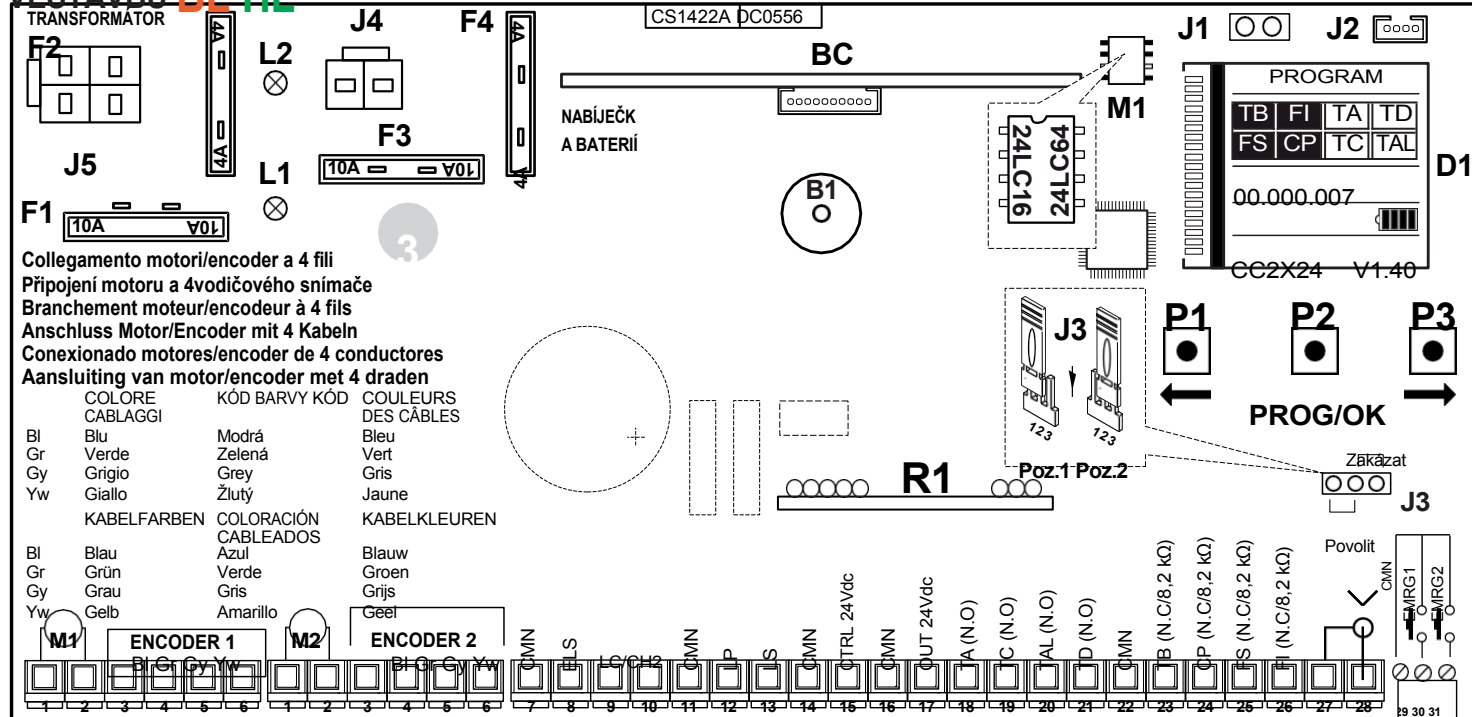 TRANSFORMÁTOR
F2
4A
4A
L2
J4
F4
4A
4A
CS1422A DC0556
BC
J1
J2
M1
PROGRAM
TB FI TA TD
FS CP TC TAL
00.000.007
CC2X24 V1.40
D1
NABÍJEČK
A BATERIÍ
F3
10A 10A
J5
L1
F1
10A 10A
3
B1
24LC16
24LC64
Collegamento motori/encoder a 4 fili
Připojení motoru a 4vodičového snímače
Branchement moteur/encodeur à 4 fils
Anschluss Motor/Encoder mit 4 Kabeln
Conexionado motores/encoder de 4 conductores
Aansluiting van motor/encoder met 4 draden
COLORE CABLAGGI KÓD BARVY KÓD COULEURS DES CÂBLES
Bl Blu Modrá Bleu
Gr Verde Zelená Vert
Gy Grigio Grey Gris
Yw Giallo Žlutý Jaune
KABELFARBEN COLORACIÓN CABLEADOS KABELKLEUREN
Bl Blau Azul Blauw
Gr Grün Verde Groen
Gy Grau Gris Grijs
Yw Gelb Amarillo Geel
J3
123
123
Poz.1 Poz.2
P1
P2
P3
PROG/OK
R1
Zakázat
J3
Povolit
CMN
EMRG1
EMRG2
M1
ENCODER 1
Bl Gr Gy Yw
M2
ENCODER 2
Bl Gr Gy Yw
CMN
ELS
LC/CH2
CMN
LP
LS
CMN
CTRL 24Vdc
CMN
OUT 24Vdc
TA (N.O)
TC (N.O)
TAL (N.O)
TD (N.O)
CMN
TB (N.C/8,2 kΩ)
CP (N.C/8,2 kΩ)
FS (N.C/8,2 kΩ)
FI (N.C/8,2 kΩ)
1 2 3 4 5 6 1 2 3 4 5 6 7 8 9 10 11 12 13 14 15 16 17 18 19 20 21 22 23 24 25 26 27 28 29 30 31